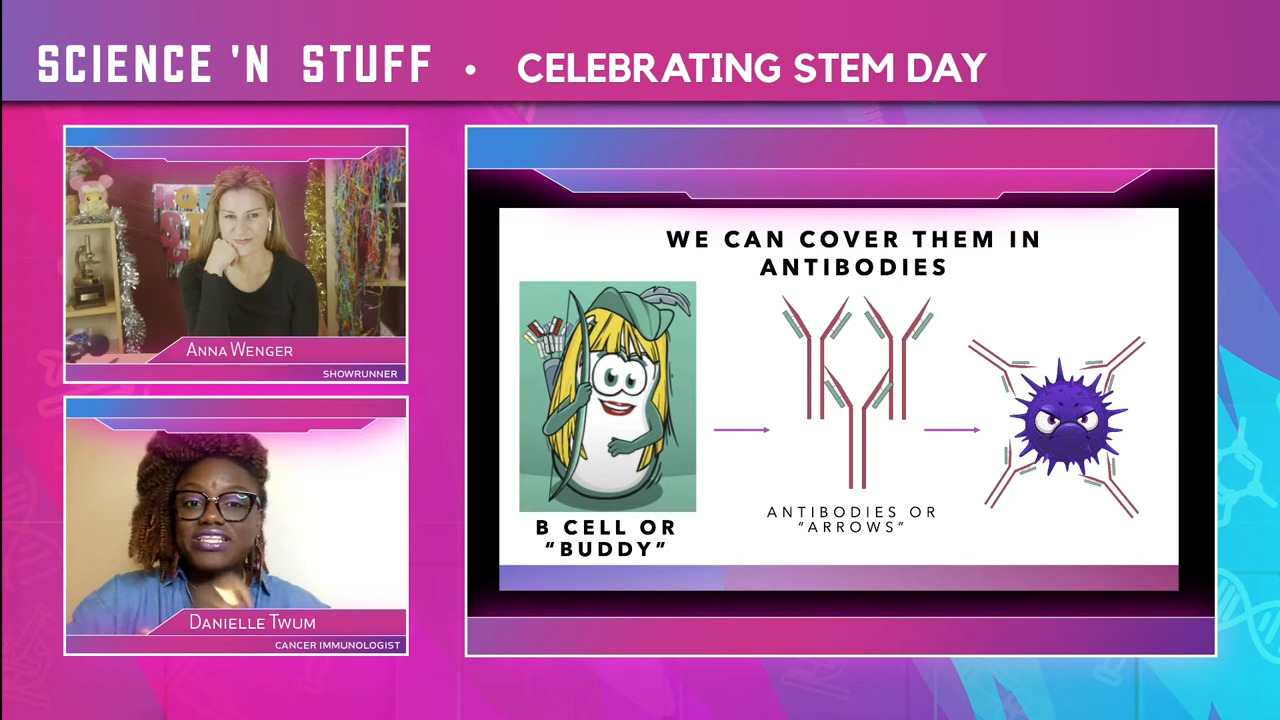 SCIENCE 'N STUFF • CELEBRATING STEM DAY
ANNA WENGER
SHOWRUNNER
DANIELLE TWUM
CANCER IMMUNOLOGIST
WE CAN COVER THEM IN
ANTIBODIES
B CELL OR
"BUDDY"
ANTIBODIES OR
"ARROWS"